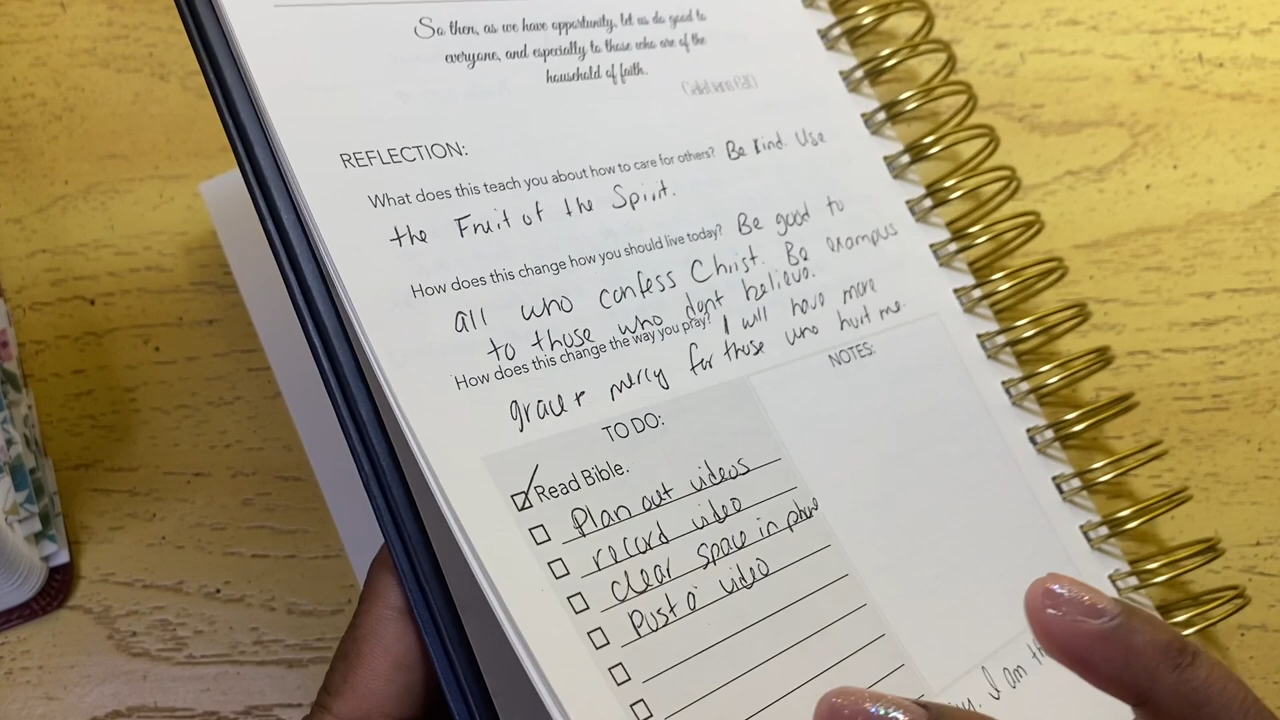 So then, as we have opportunity, let us do good to
everyone, and especially to those who are of the
household of faith.
Galatians 6:10
REFLECTION:
What does this teach you about how to care for others? Be kind. Use
the Fruit of the Spirit.
How does this change how you should live today? Be good to
all who confess Christ. Be exampus
to those who dont believe.
How does this change the way you pray? I will have more
grace + mercy for those who hurt me.
TO DO:
NOTES:
Read Bible.
Plan out videos
record video
clear space in phone
Post video
I am